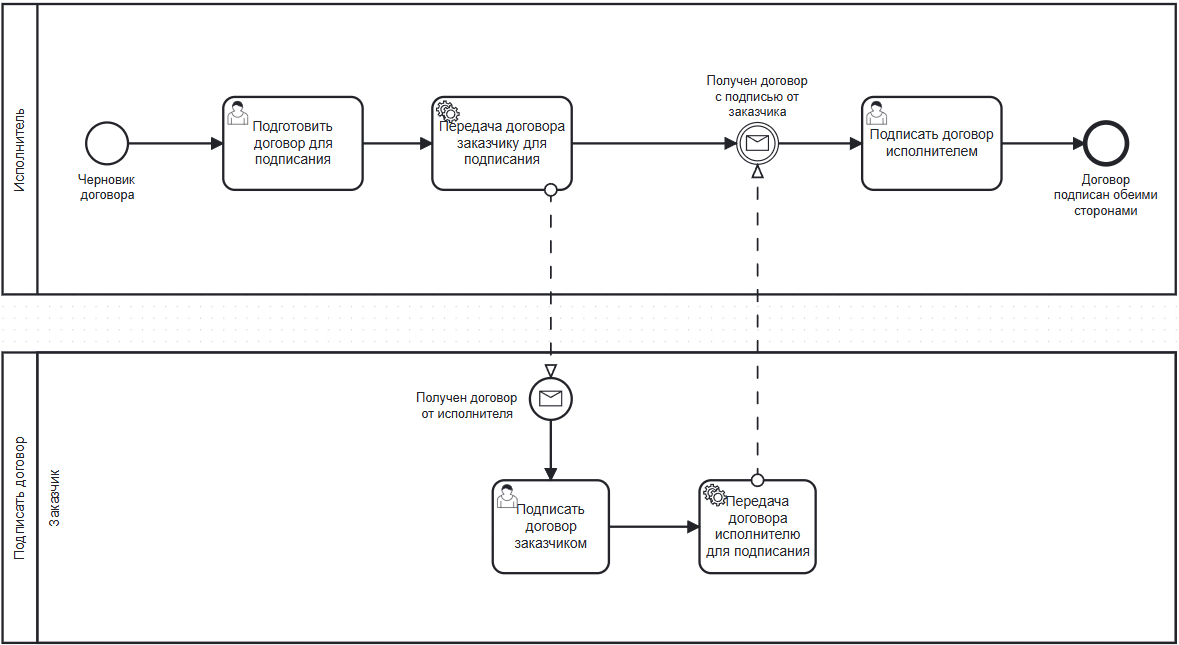 Исполнитель
Черновик
договора
Подготовить
договор для
подписания
Передача договора
заказчику для
подписания
Получен договор
с подписью от
заказчика
Подписать договор
исполнителем
Договор
подписан обеими
сторонами
Подписать договор
Заказчик
Получен договор
от исполнителя
Подписать
договор
заказчиком
Передача
договора
исполнителю
для подписания